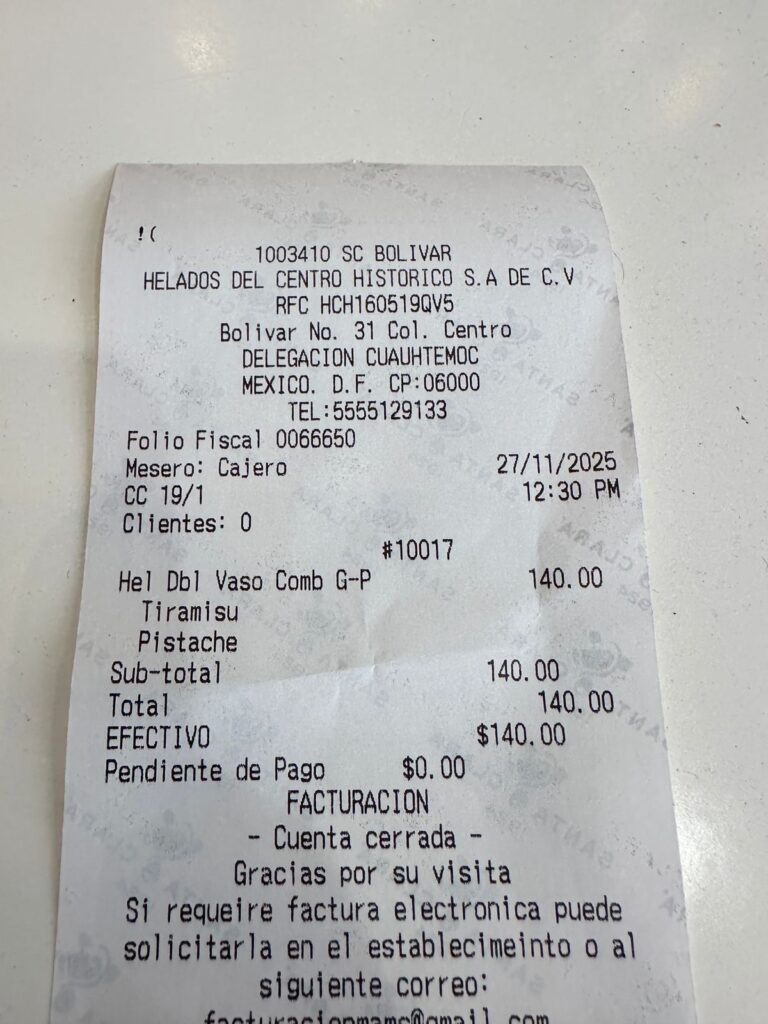 !(
1003410 SC BOLIVAR
HELADOS DEL CENTRO HISTORICO S.A DE C.V
RFC HCH160519QV5
Bolivar No. 31 Col. Centro
DELEGACION CUAUHTEMOC
MEXICO. D.F. CP:06000
TEL:5555129133
Folio Fiscal 0066650
Mesero: Cajero 27/11/2025
CC 19/1 12:30 PM
Clientes: 0
#10017
Hel Dbl Vaso Comb G-P 140.00
Tiramisu
Pistache
Sub-total 140.00
Total 140.00
EFECTIVO $140.00
Pendiente de Pago $0.00
FACTURACION
- Cuenta cerrada -
Gracias por su visita
Si requeire factura electronica puede
solicitarla en el establecimeinto o al
siguiente correo: